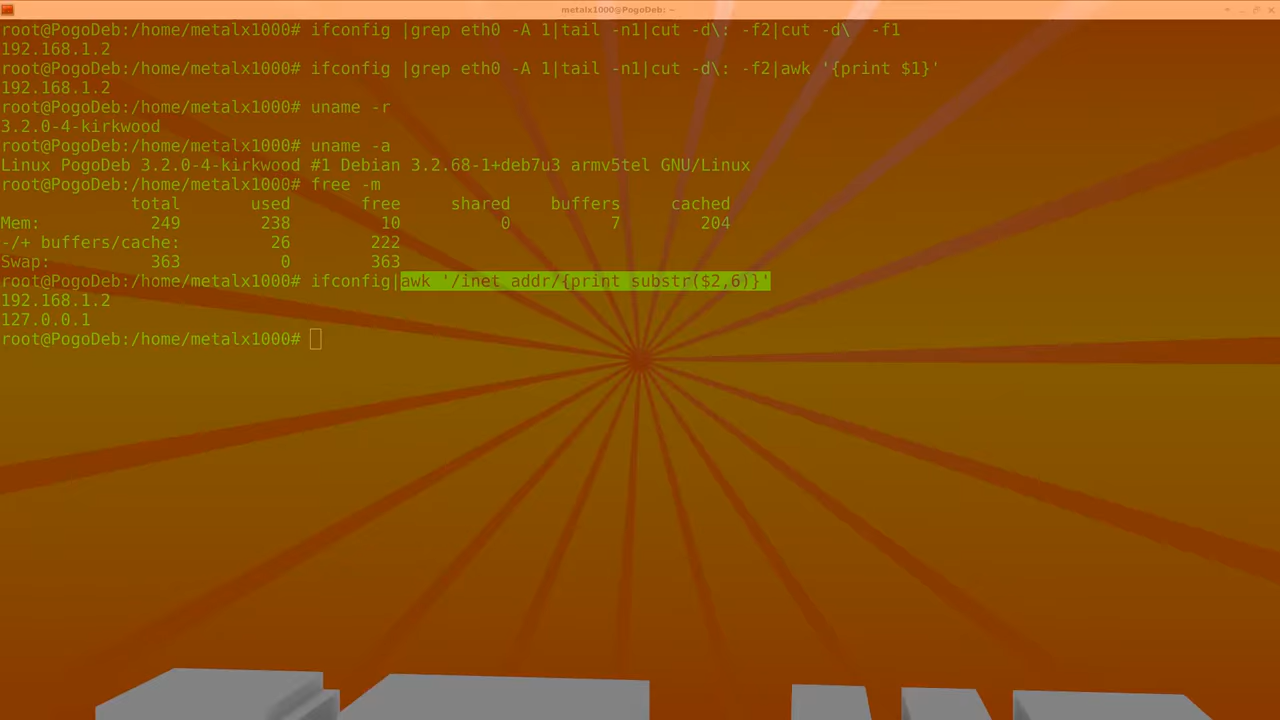 metalx1000@PogoDeb: ~
root@PogoDeb:/home/metalx1000# ifconfig |grep eth0 -A 1|tail -n1|cut -d\: -f2|cut -d\  -f1
192.168.1.2
root@PogoDeb:/home/metalx1000# ifconfig |grep eth0 -A 1|tail -n1|cut -d\: -f2|awk '{print $1}'
192.168.1.2
root@PogoDeb:/home/metalx1000# uname -r
3.2.0-4-kirkwood
root@PogoDeb:/home/metalx1000# uname -a
Linux PogoDeb 3.2.0-4-kirkwood #1 Debian 3.2.68-1+deb7u3 armv5tel GNU/Linux
root@PogoDeb:/home/metalx1000# free -m
total used free shared buffers cached
Mem: 249 238 10 0 7 204
-/+ buffers/cache: 26 222
Swap: 363 0 363
root@PogoDeb:/home/metalx1000# ifconfig|awk '/inet addr/{print substr($2,6)}'
192.168.1.2
127.0.0.1
root@PogoDeb:/home/metalx1000#